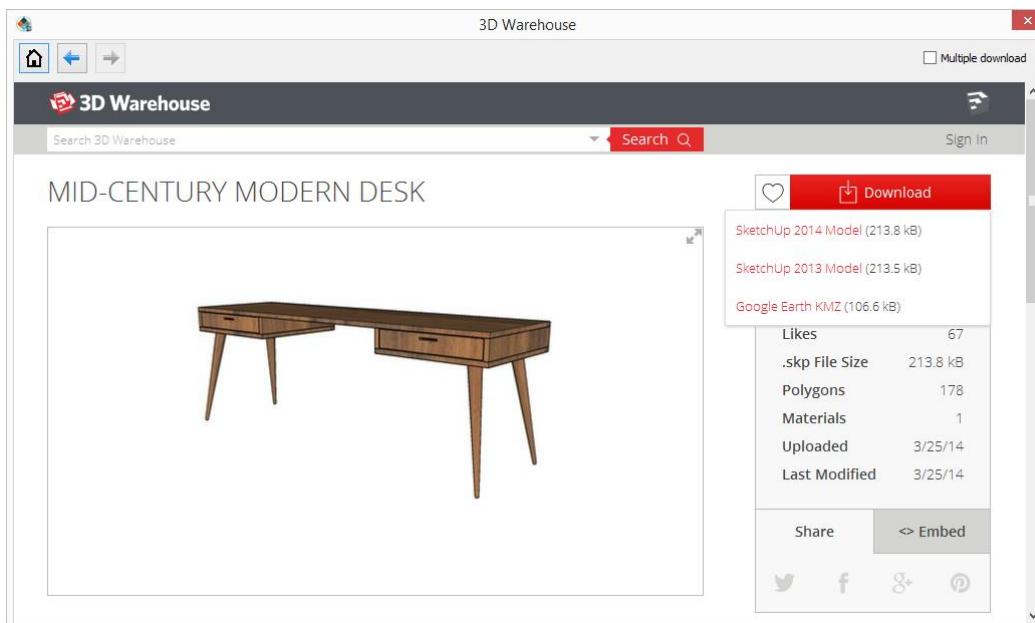 3D Warehouse
Multiple download
3D Warehouse
Search 3D Warehouse
Search
Sign In
MID-CENTURY MODERN DESK
Download
SketchUp 2014 Model (213.8 kB)
SketchUp 2013 Model (213.5 kB)
Google Earth KMZ (106.6 kB)
Likes 67
.skp File Size 213.8 kB
Polygons 178
Materials 1
Uploaded 3/25/14
Last Modified 3/25/14
Share <> Embed